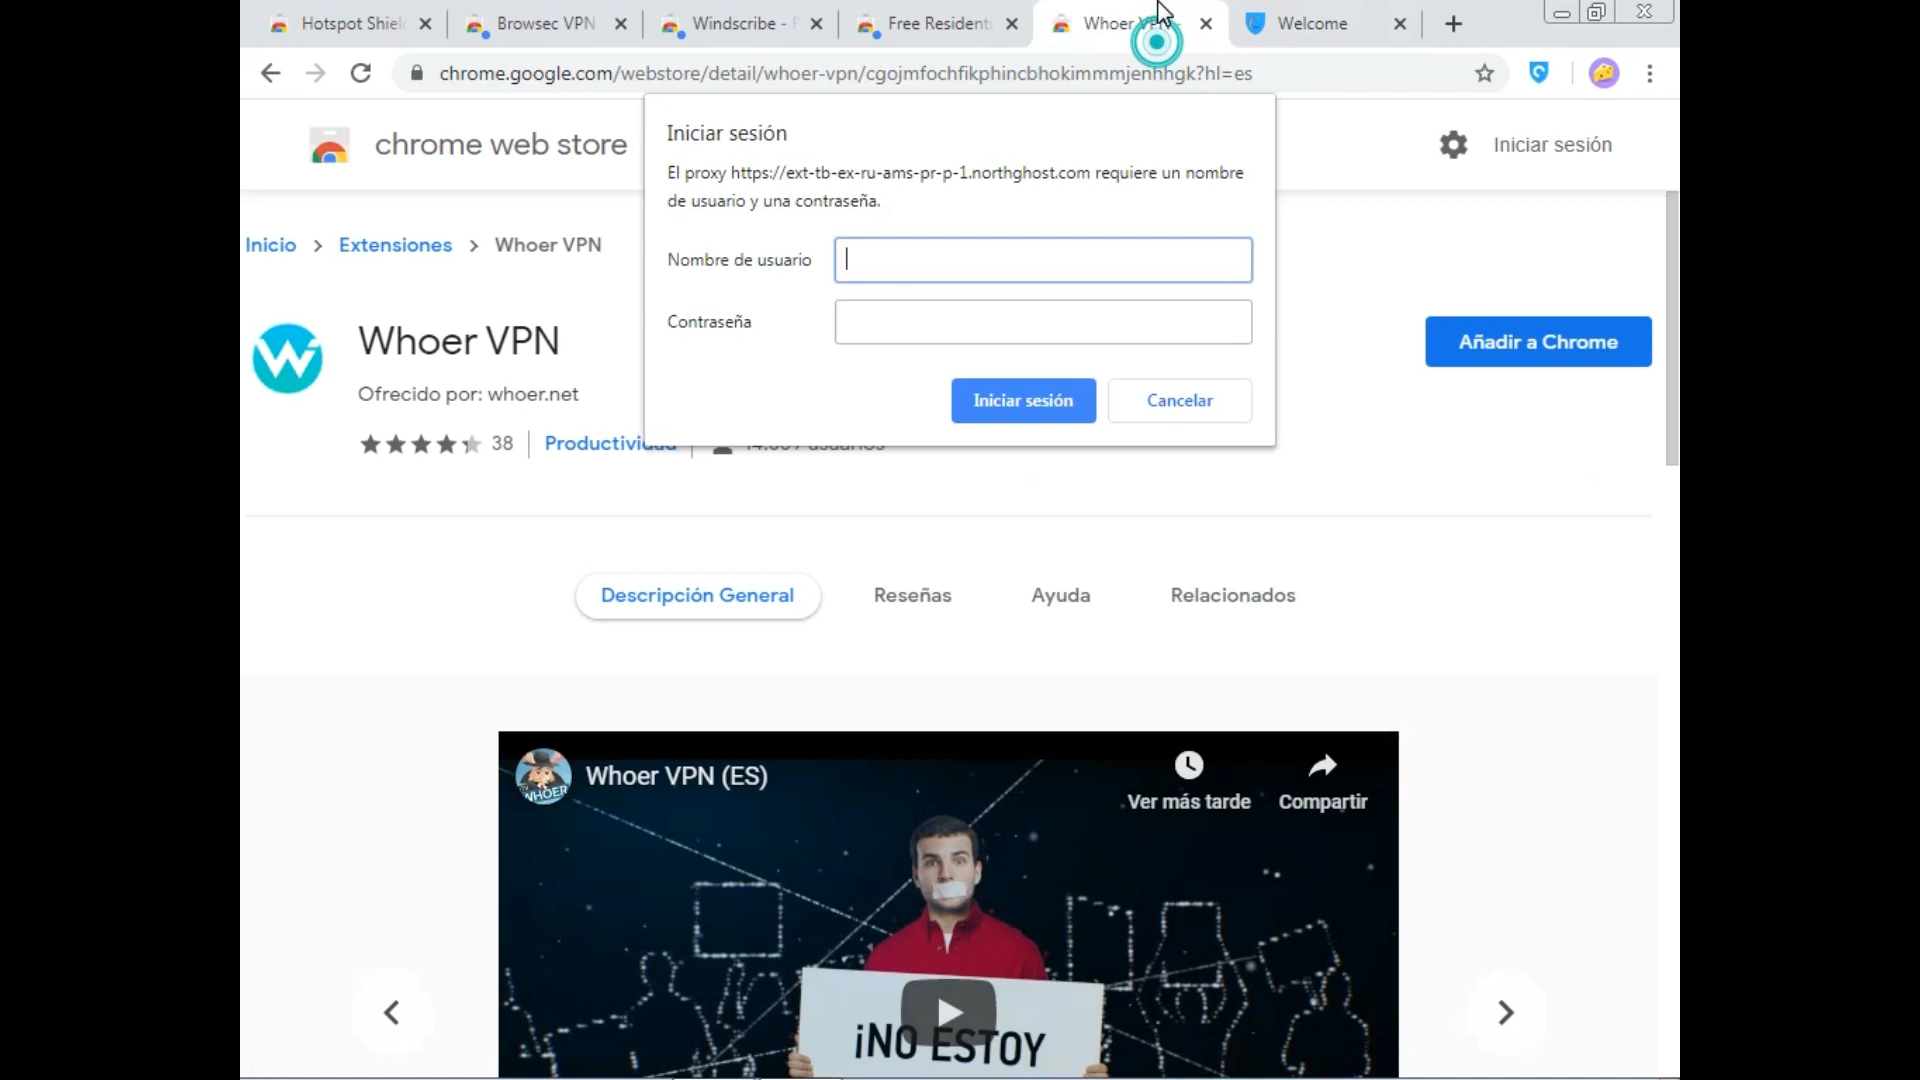 Hotspot Shiel
Browsec VPN
Windscribe - F
Free Resident
Whoer VPN
Welcome
chrome.google.com/webstore/detail/whoer-vpn/cgojmfochfikphincbhokimmmjenhhgk?hl=es
chrome web store
Iniciar sesión
Iniciar sesión
El proxy https://ext-tb-ex-ru-ams-pr-p-1.northghost.com requiere un nombre
de usuario y una contraseña.
Nombre de usuario
Contraseña
Iniciar sesión
Cancelar
Inicio > Extensiones > Whoer VPN
Whoer VPN
Añadir a Chrome
Ofrecido por: whoer.net
38
Productividad
usuarios
Descripción General
Reseñas
Ayuda
Relacionados
WHOER
Whoer VPN (ES)
Ver más tarde
Compartir
¡NO ESTOY